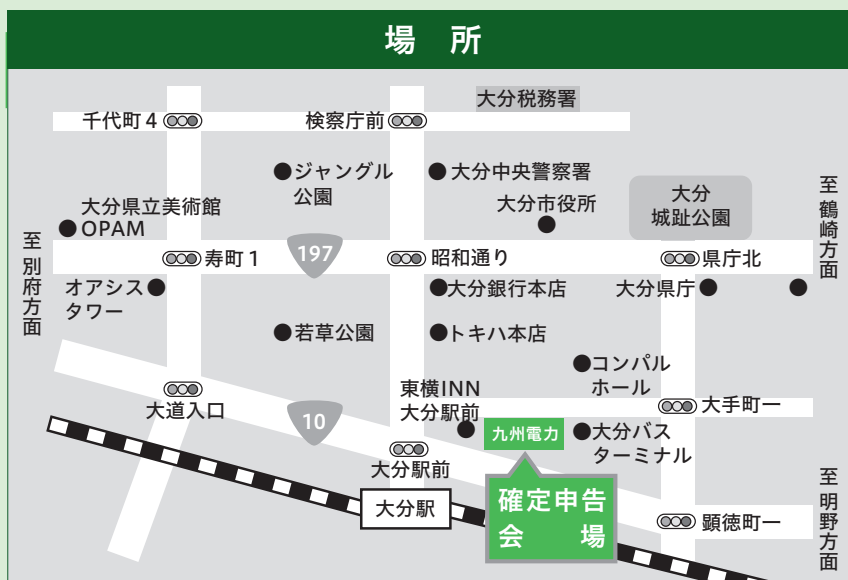 場所
大分税務署
千代町4
検察庁前
ジャングル
公園
大分中央警察署
大分県立美術館
OPAM
大分市役所
大分
城趾公園
至鶴崎方面
至別府方面
寿町1
197
昭和通り
県庁北
オアシス
タワー
大分銀行本店
大分県庁
若草公園
トキハ本店
コンパル
ホール
東横INN
大分駅前
大道入口
10
大手町一
九州電力
大分バス
ターミナル
大分駅前
大分駅
確定申告
会場
顕徳町一
至明野方面